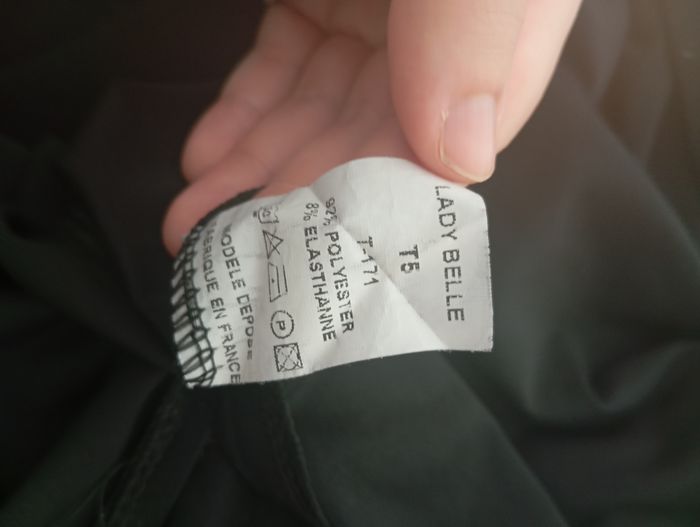 LADY BELLE
T5
T-171
92% POLYESTER
8% ELASTHANNE
P
MODELE DEPOSE
FABRIQUE EN FRANCE